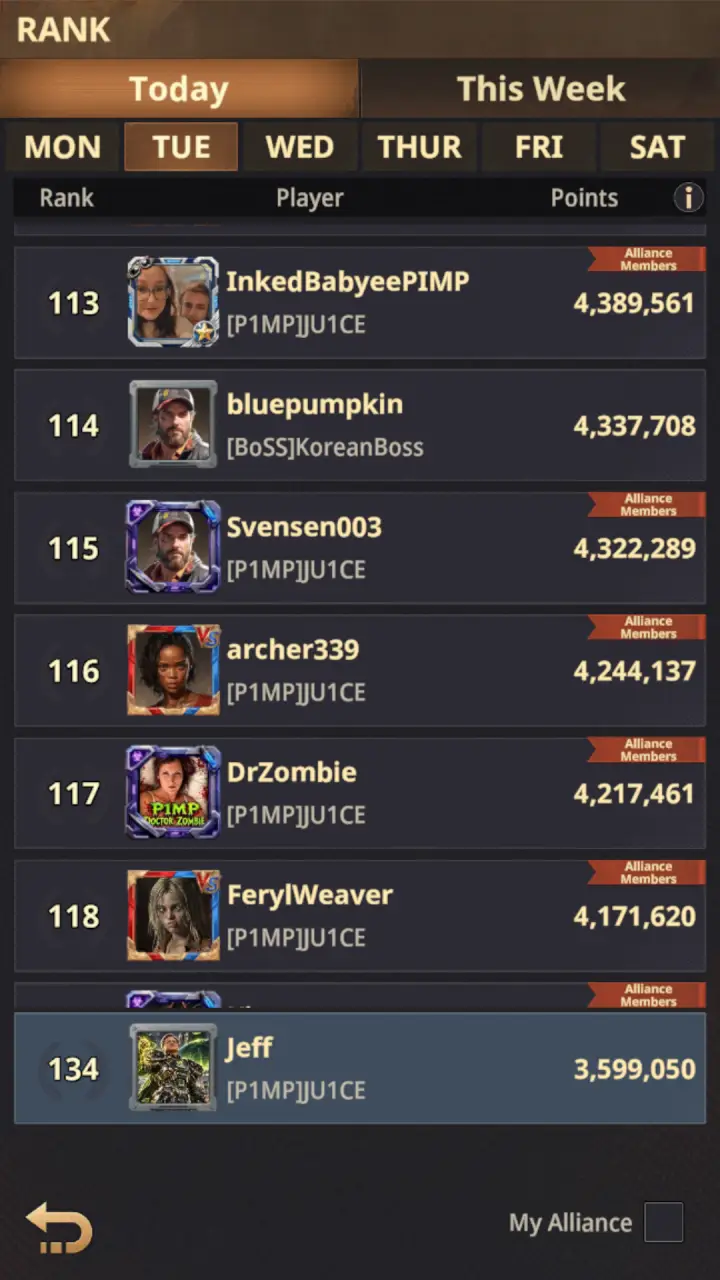 RANK
Today
This Week
MON
TUE
WED
THUR
FRI
SAT
Rank
Player
Points
i
Alliance
Members
113
InkedBabyeePIMP
4,389,561
[P1MP]JU1CE
114
bluepumpkin
4,337,708
[BoSS]KoreanBoss
Alliance
Members
115
Svensen003
4,322,289
[P1MP]JU1CE
VS
Alliance
Members
116
archer339
4,244,137
[P1MP]JU1CE
Alliance
Members
117
PIMP
DOCTOR ZOMBIE
DrZombie
4,217,461
[P1MP]JU1CE
VS
Alliance
Members
118
FerylWeaver
4,171,620
[P1MP]JU1CE
Alliance
Members
134
Jeff
3,599,050
[P1MP]JU1CE
My Alliance